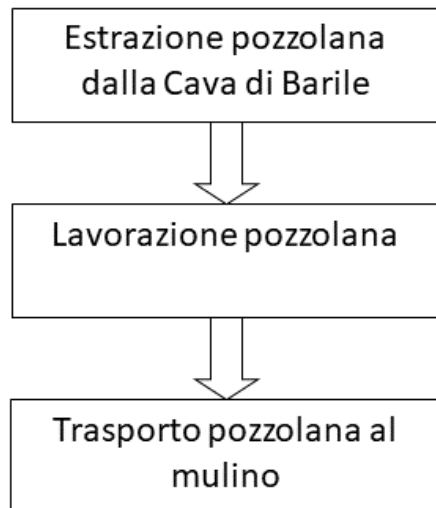 Estrazione pozzolana
dalla Cava di Barile
Lavorazione pozzolana
Trasporto pozzolana al
mulino